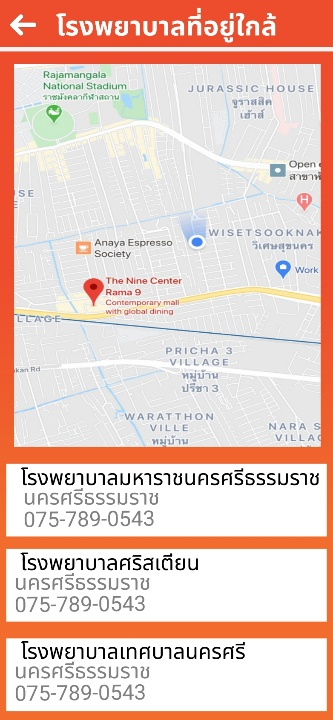 โรงพยาบาลที่อยู่ใกล้
Rajamangala
National Stadium
ราชมังคลากีฬาสถาน
JURASSIC HOUSE
จูราสสิค
เฮ้าส์
Open
สาขาพั
H
WISETSOOKNAK
วิเศษสุขนคร
Anaya Espresso
Society
Work
The Nine Center
Rama 9
Contemporary mall
with global dining
LLAGE
PRICHA 3
VILLAGE
หมู่บ้าน
ปรีชา 3
kan Rd
WARATTHON
VILLE
หมู่บ้าน
NARA S
VILLAG
โรงพยาบาลมหาราชนครศรีธรรมราช
นครศรีธรรมราช
075-789-0543
โรงพยาบาลคริสเตียน
นครศรีธรรมราช
075-789-0543
โรงพยาบาลเทศบาลนครศรี
นครศรีธรรมราช
075-789-0543